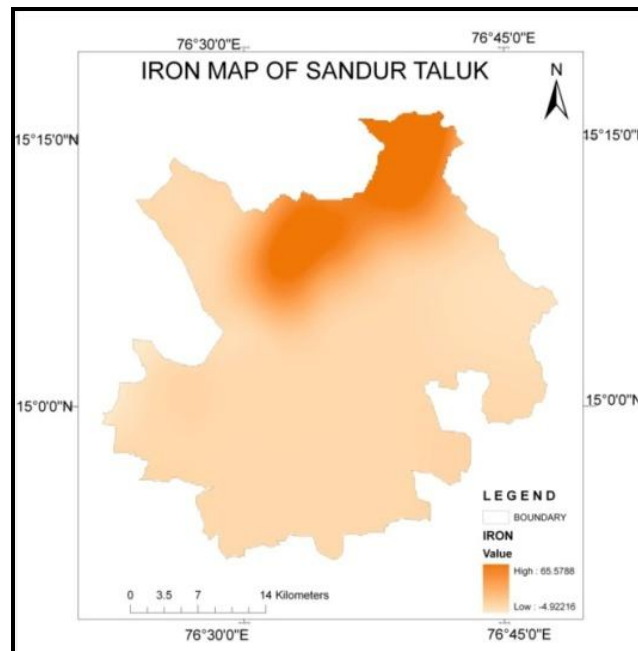 76°30'0"E 76°45'0"E
IRON MAP OF SANDUR TALUK
N
15°15'0"N 15°15'0"N
15°0'0"N 15°0'0"N
LEGEND
BOUNDARY
IRON
Value
High : 65.5788
Low : -4.92216
0 3.5 7 14 Kilometers
76°30'0"E 76°45'0"E